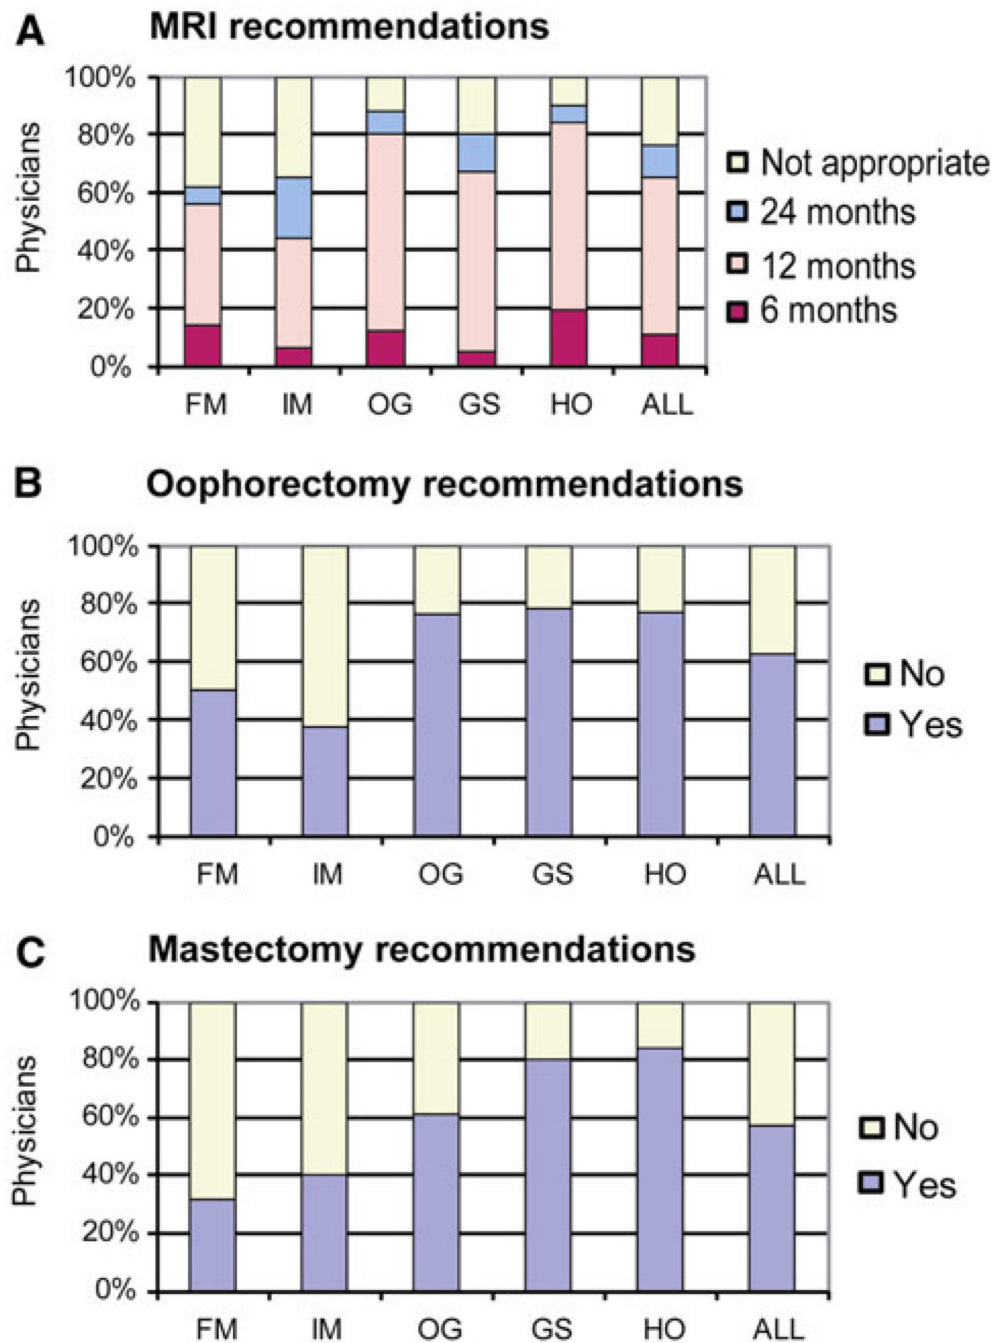 A MRI recommendations
100%
80%
60%
40%
20%
0%
Physicians
FM IM OG GS HO ALL
Not appropriate
24 months
12 months
6 months
B Oophorectomy recommendations
100%
80%
60%
40%
20%
0%
Physicians
FM IM OG GS HO ALL
No
Yes
C Mastectomy recommendations
100%
80%
60%
40%
20%
0%
Physicians
FM IM OG GS HO ALL
No
Yes